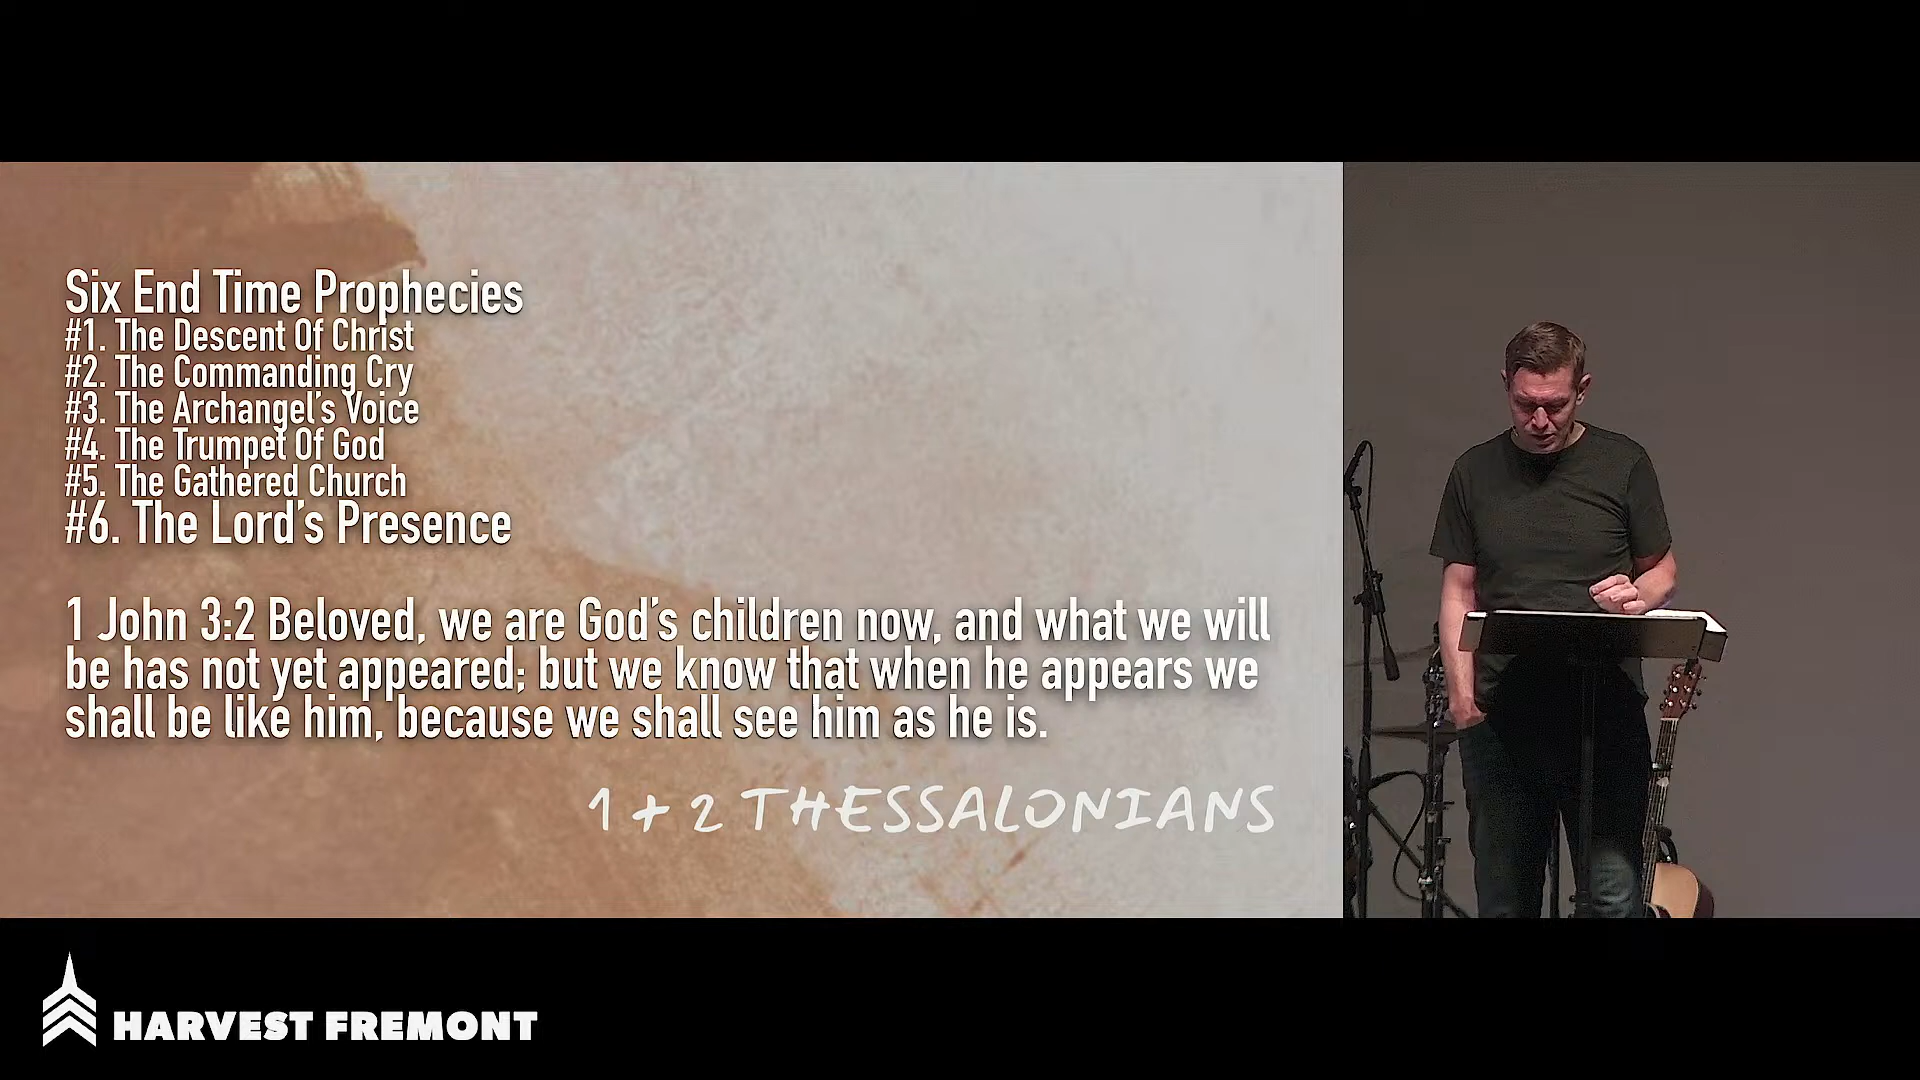 Six End Time Prophecies
#1. The Descent Of Christ
#2. The Commanding Cry
#3. The Archangel's Voice
#4. The Trumpet Of God
#5. The Gathered Church
#6. The Lord's Presence
1 John 3:2 Beloved, we are God's children now, and what we will
be has not yet appeared; but we know that when he appears we
shall be like him, because we shall see him as he is.
1 + 2 THESSALONIANS
HARVEST FREMONT